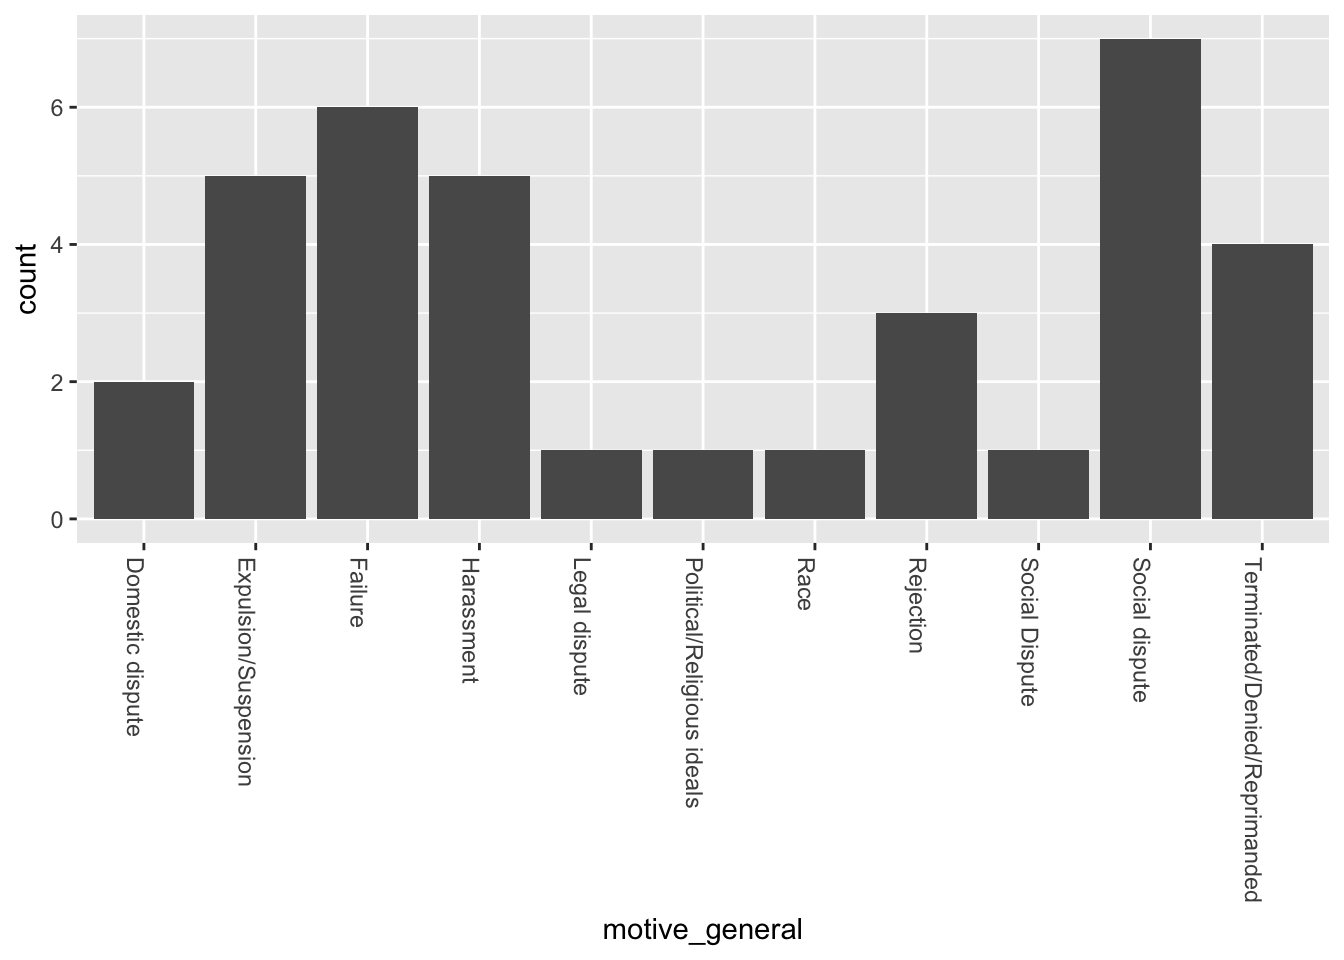 6
4
2
0
count
Domestic dispute
Expulsion/Suspension
Failure
Harassment
Legal dispute
Political/Religious ideals
Race
Rejection
Social Dispute
Social dispute
Terminated/Denied/Reprimanded
motive_general